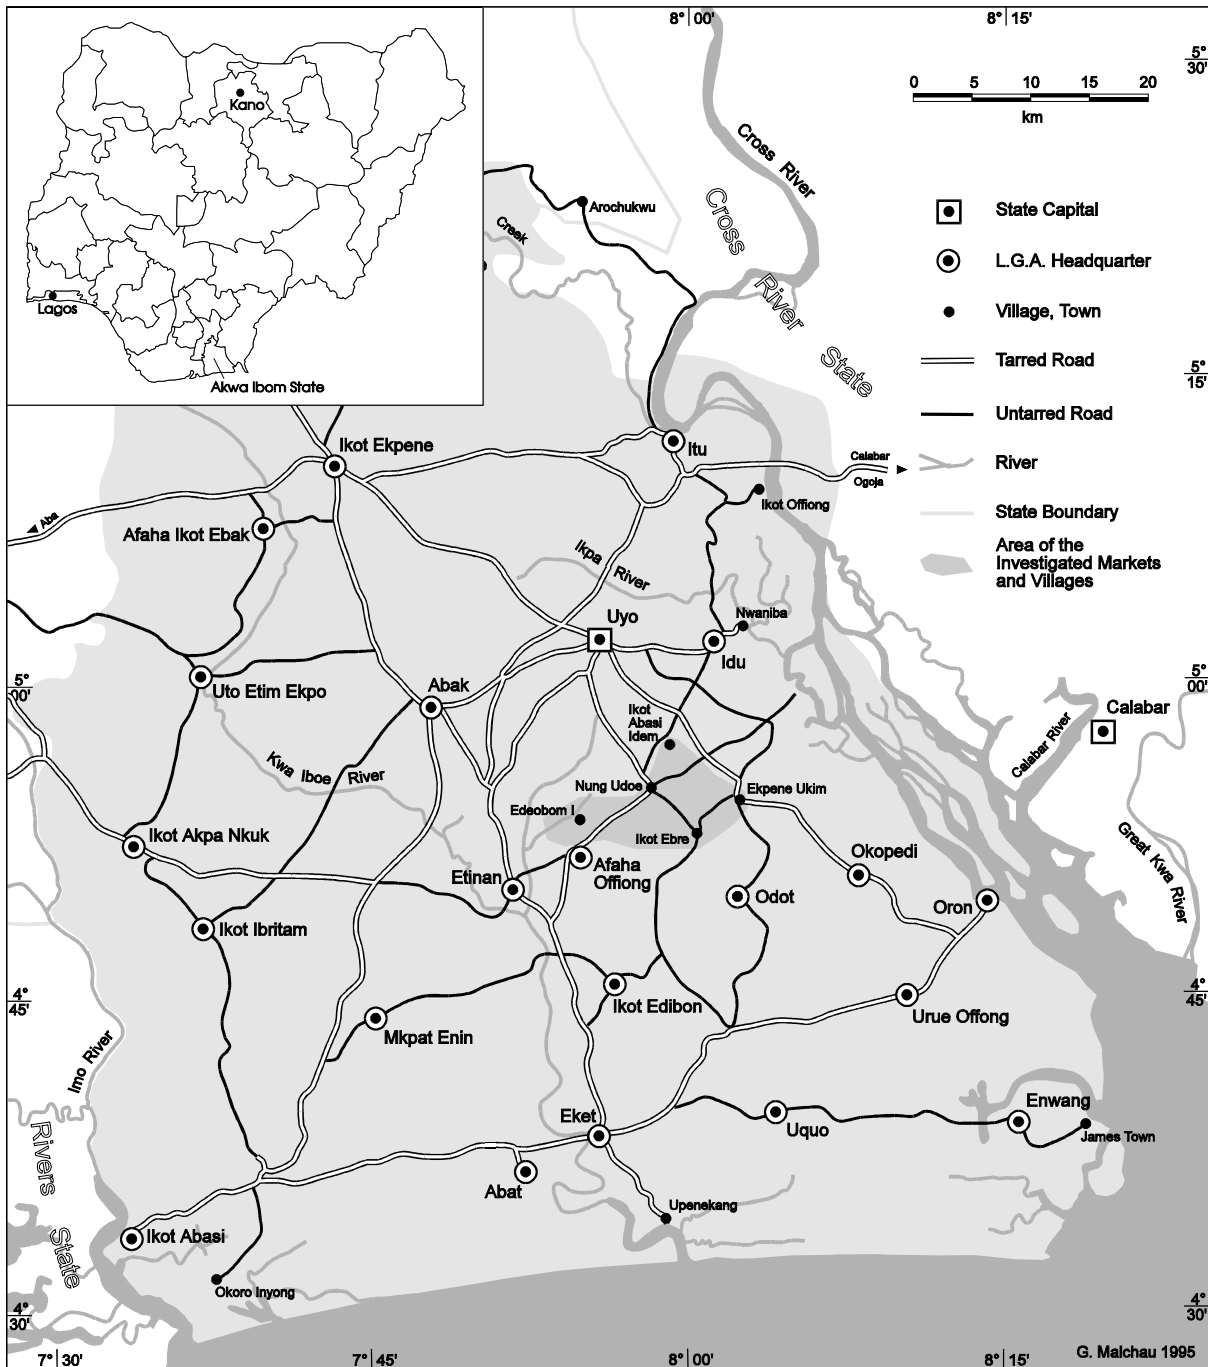 8° 00'
8° 15'
5°
30'
0 5 10 15 20
km
Kano
Lagos
Akwa Ibom State
Cross River
Cross River State
Arochukwu
Creek
State Capital
L.G.A. Headquarter
Village, Town
Tarred Road
Untarred Road
River
State Boundary
Area of the
Investigated Markets
and Villages
5°
15'
Ikot Ekpene
Itu
Calabar
Ogoja
Ikot Offiong
Aba
Afaha Ikot Ebak
Ikpa River
Nwaniba
Uyo
Idu
5°
00'
5°
00'
Uto Etim Ekpo
Abak
Ikot
Abasi
Idem
Calabar
Calabar River
Kwa Iboe River
Nung Udoe
Ekpene Ukim
Edeobom I
Ikot Ebre
Ikot Akpa Nkuk
Great Kwa River
Okopedi
Afaha
Offiong
Etinan
Odot
Oron
Ikot Ibritam
4°
45'
4°
45'
Ikot Edibon
Urue Offong
Mkpat Enin
Imo River
Eket
Uquo
Enwang
James Town
Rivers State
Abat
Upenekang
Ikot Abasi
Okoro Inyong
4°
30'
4°
30'
G. Malchau 1995
7° 30'
7° 45'
8° 00'
8° 15'